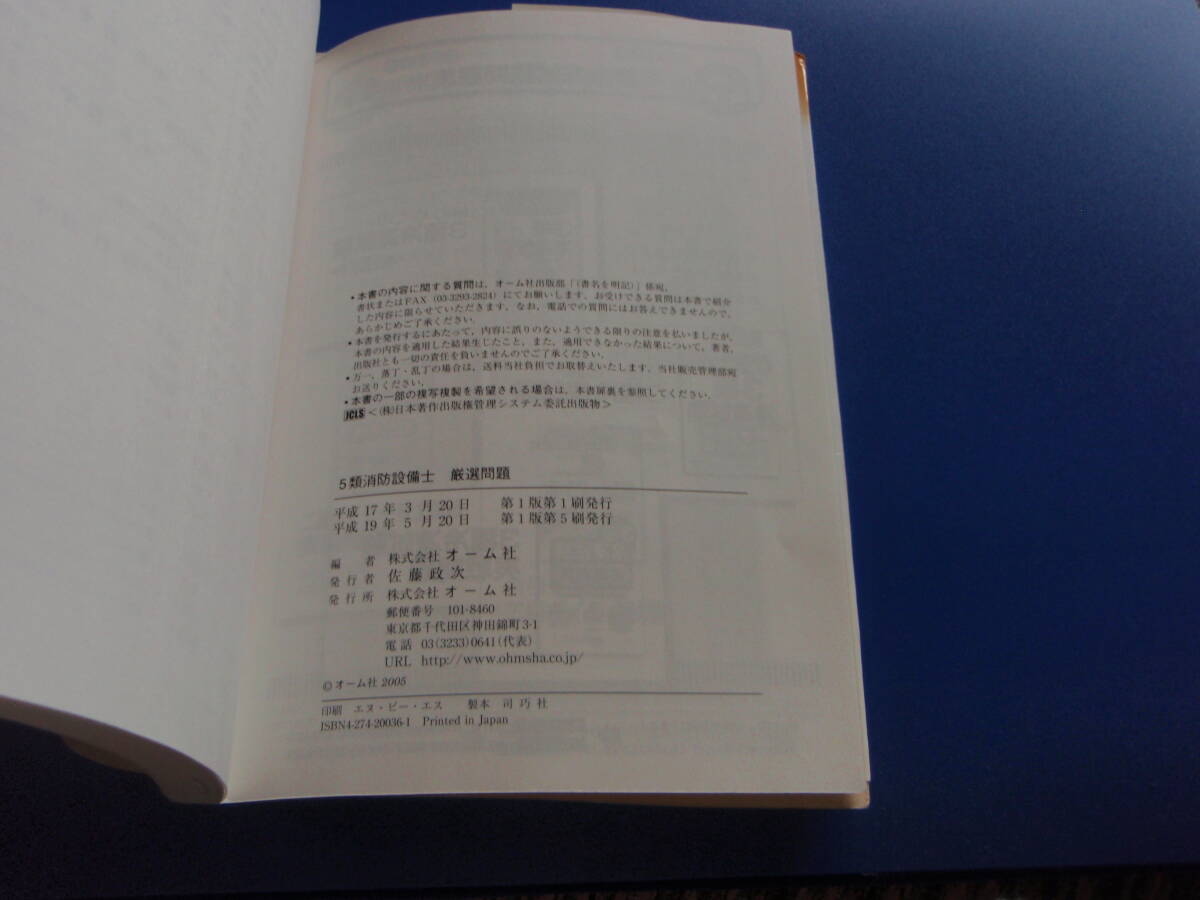 •本書の内容に関する質問は，オーム社出版部「(書名を明記)」係宛，
書状またはFAX（03-3293-2824）にてお願いします．お受けできる質問は本書で紹介
した内容に限らせていただきます．なお，電話での質問にはお答えできませんので，
あらかじめご了承ください．
•本書を発行するにあたって，内容に誤りのないようできる限りの注意を払いましたが，
本書の内容を適用した結果生じたこと，また，適用できなかった結果について，著者，
出版社とも一切の責任を負いませんのでご了承ください．
•万一，落丁・乱丁の場合は，送料当社負担でお取替えいたします．当社販売管理部宛
お送りください．
•本書の一部の複写複製を希望される場合は，本書扉裏を参照してください．
JCLS＜(株)日本著作出版権管理システム委託出版物＞
5類消防設備士 厳選問題
平成17年3月20日 第1版第1刷発行
平成19年5月20日 第1版第5刷発行
編者 株式会社 オーム社
発行者 佐藤政次
発行所 株式会社 オーム社
郵便番号 101-8460
東京都千代田区神田錦町3-1
電話 03(3233)0641(代表)
URL http://www.ohmsha.co.jp/
©オーム社 2005
印刷 エヌ・ピー・エス 製本 司巧社
ISBN4-274-20036-1 Printed in Japan